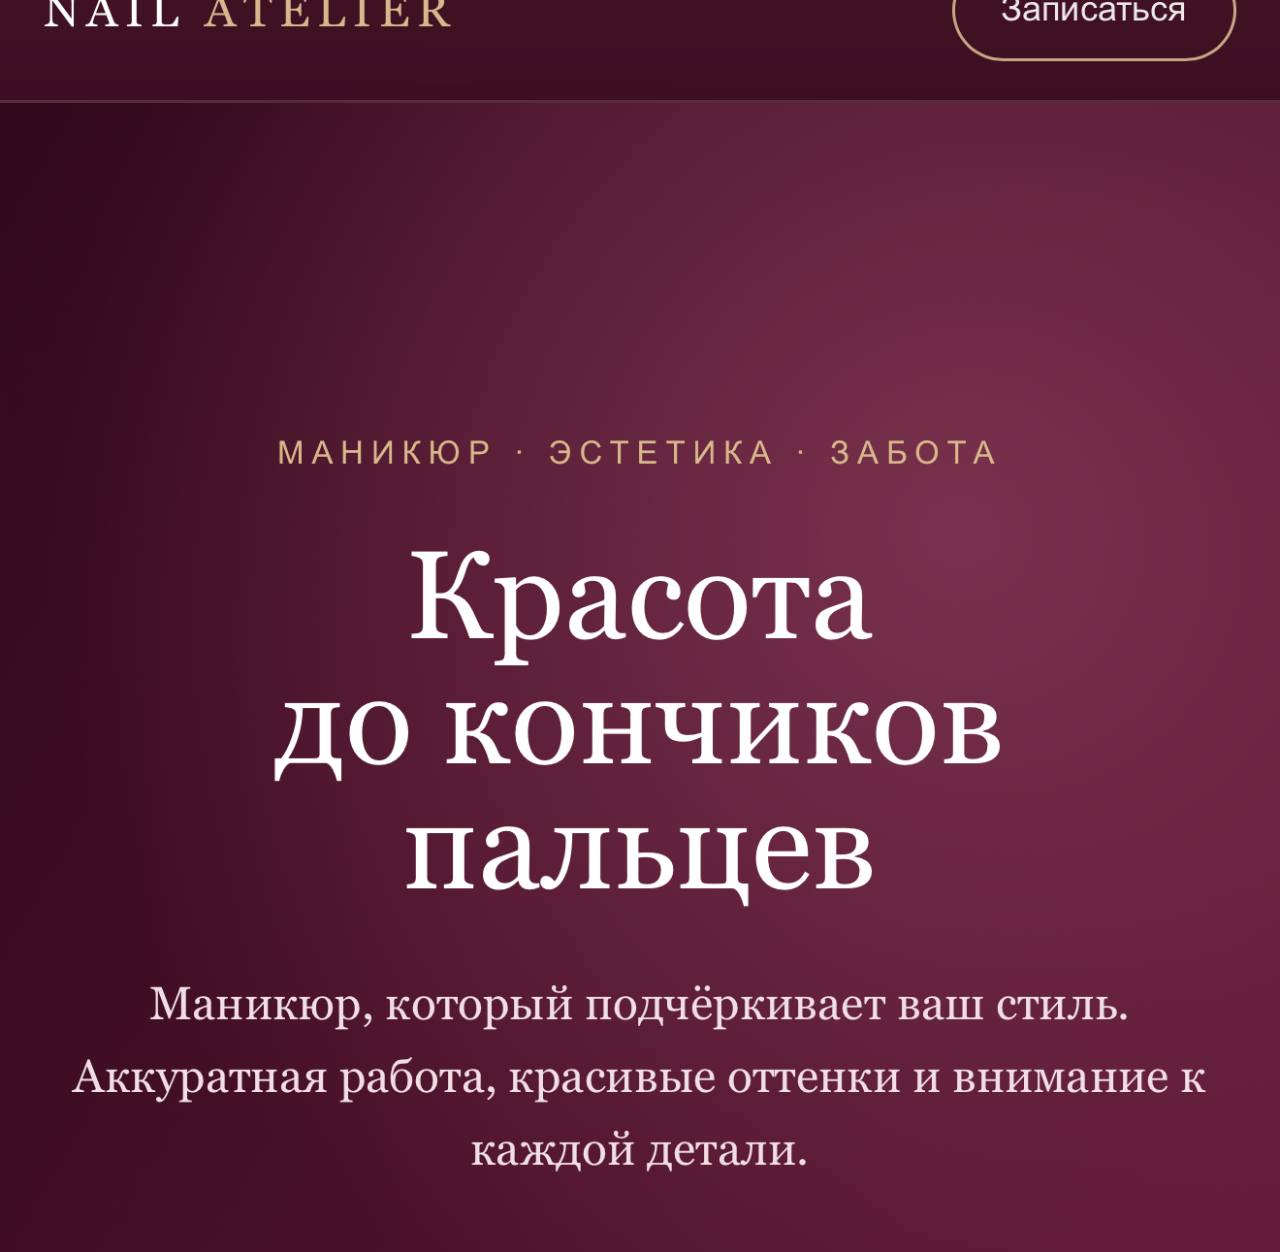 NAIL ATELIER
Записаться
МАНИКЮР · ЭСТЕТИКА · ЗАБОТА
Красота
до кончиков
пальцев
Маникюр, который подчёркивает ваш стиль.
Аккуратная работа, красивые оттенки и внимание к
каждой детали.